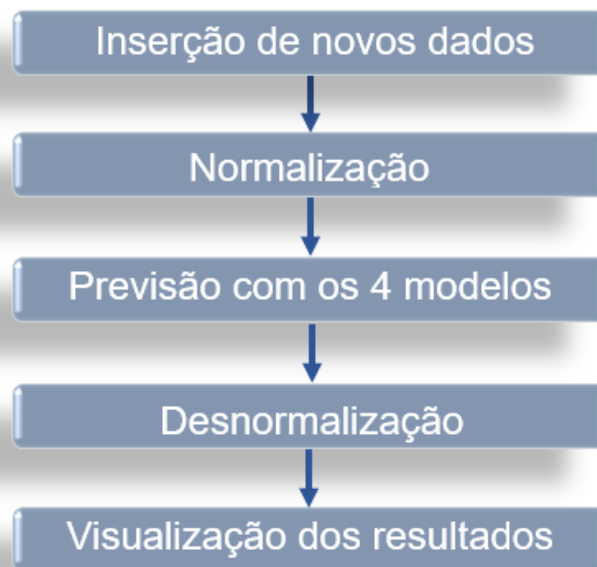 Inserção de novos dados
Normalização
Previsão com os 4 modelos
Desnormalização
Visualização dos resultados